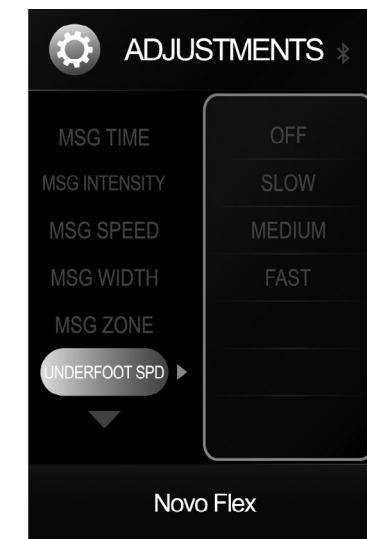 ADJUSTMENTS
MSG TIME
MSG INTENSITY
MSG SPEED
MSG WIDTH
MSG ZONE
UNDERFOOT SPD
OFF
SLOW
MEDIUM
FAST
Novo Flex